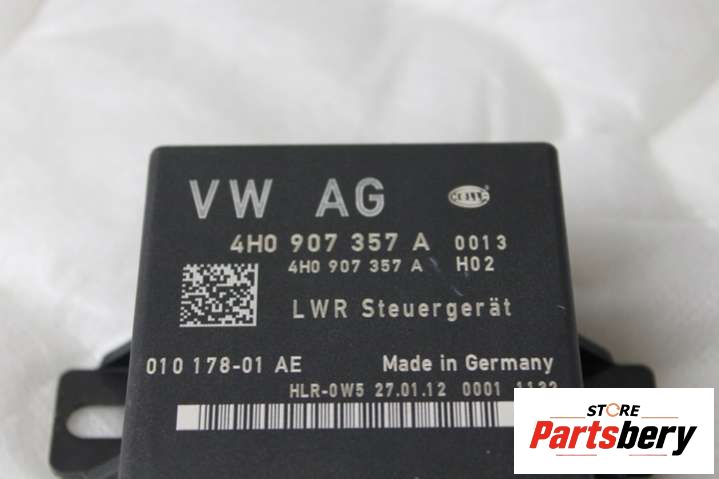 VW AG
HELLA
4H0 907 357 A 0013
4H0 907 357 A H02
LWR Steuergerät
010 178-01 AE Made in Germany
HLR-0W5 27.01.12 0001
STORE
Partsbery